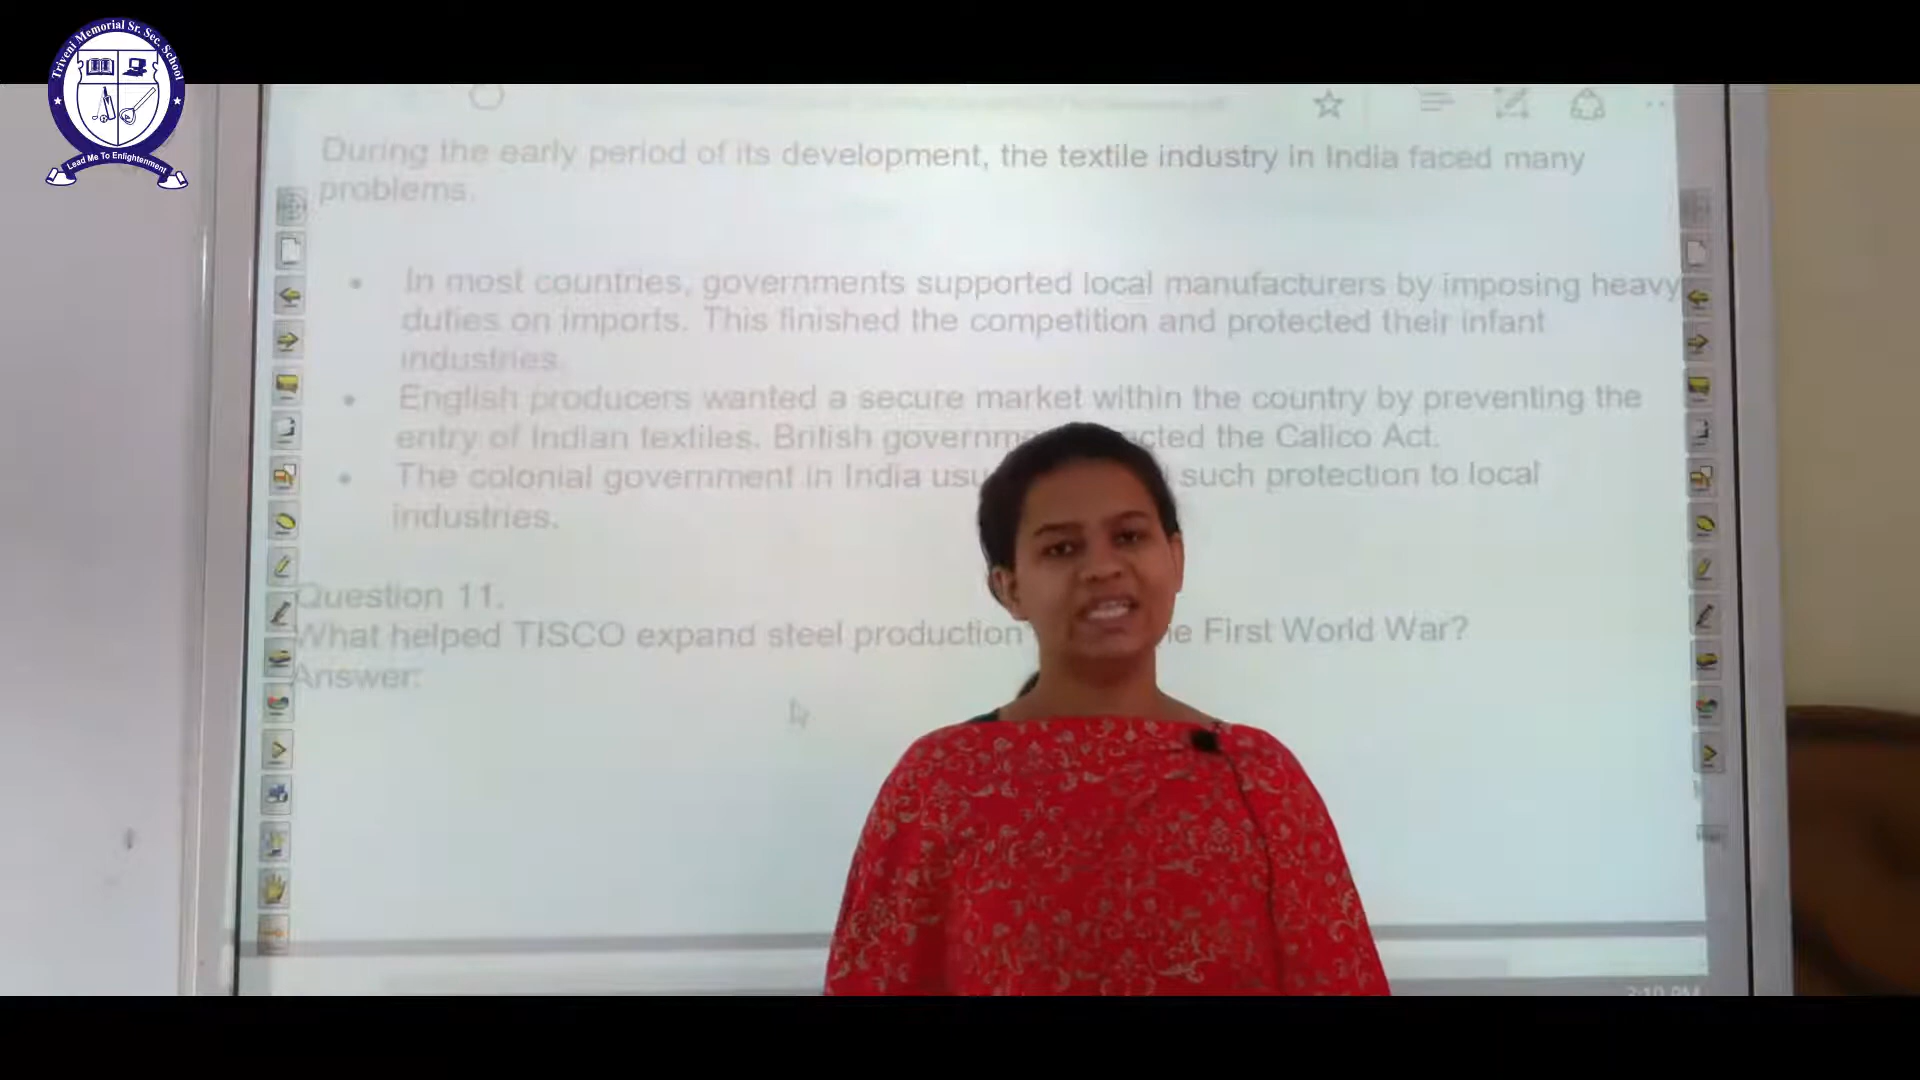 Triveni Memorial Sr. Sec. School
Lead Me To Enlightenment
During the early period of its development, the textile industry in India faced many
problems.
• In most countries, governments supported local manufacturers by imposing heavy
duties on imports. This finished the competition and protected their infant
industries.
• English producers wanted a secure market within the country by preventing the
entry of Indian textiles. British cted the Calico Act.
• The colonial government in India such protection to local
industries.
Question 11.
What helped TISCO expand steel production First World War?
Answer: